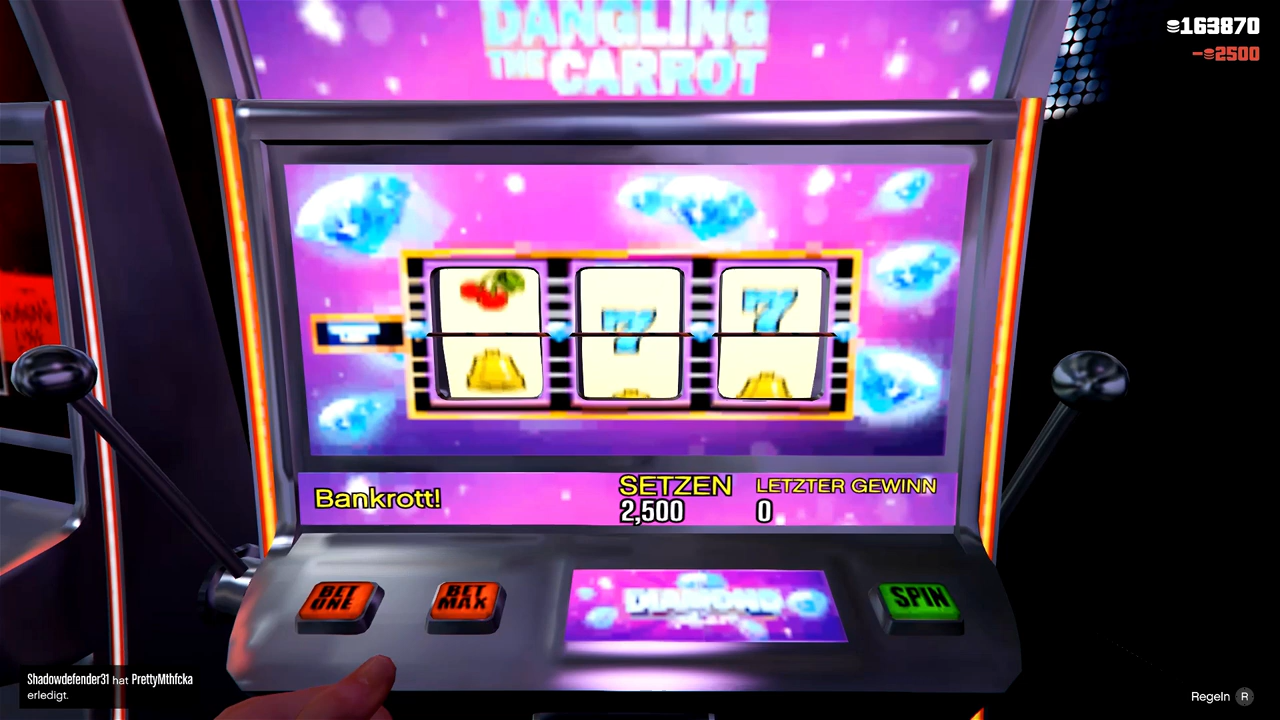 DANGLING
THE CARROT
163870
-2500
Bankrott!
SETZEN
2,500
LETZTER GEWINN
0
BET
ONE
BET
MAX
DIAMOND
SPIN
Shadowdefender31 hat PrettyMthfcka
erledigt.
Regeln R